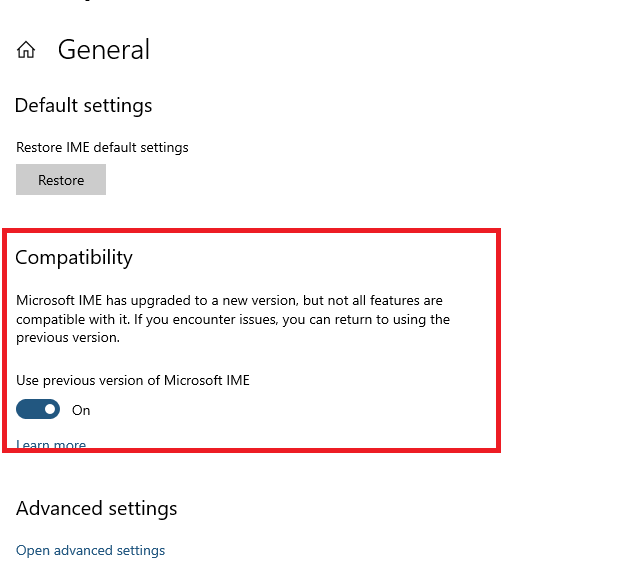 General
Default settings
Restore IME default settings
Restore
Compatibility
Microsoft IME has upgraded to a new version, but not all features are
compatible with it. If you encounter issues, you can return to using the
previous version.
Use previous version of Microsoft IME
On
Learn more
Advanced settings
Open advanced settings